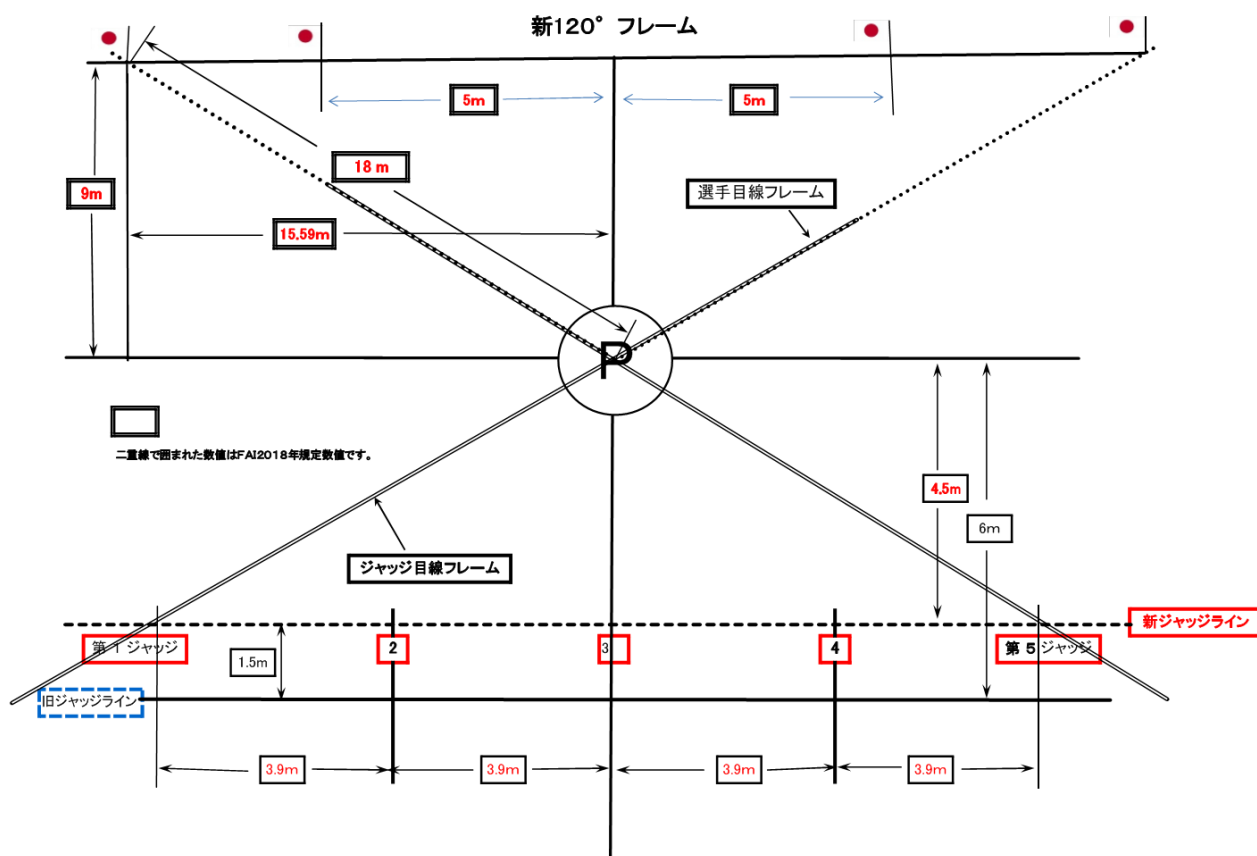 新120°フレーム
5m
5m
18 m
9m
選手目線フレーム
15.59m
P
二重線で囲まれた数値はFAI2018年規定数値です。
4.5m
6m
ジャッジ目線フレーム
新ジャッジライン
第1ジャッジ
2
3
4
第5ジャッジ
1.5m
旧ジャッジライン
3.9m
3.9m
3.9m
3.9m